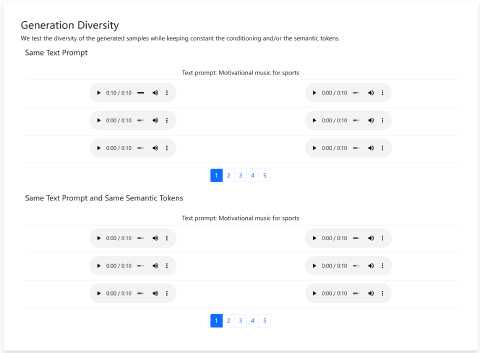 Generation Diversity
We test the diversity of the generated samples while keeping constant the conditioning and/or the semantic tokens.
Same Text Prompt
Text prompt: Motivational music for sports
0:10 / 0:10 0:00 / 0:10
0:00 / 0:10 0:00 / 0:10
0:00 / 0:10 0:00 / 0:10
1 2 3 4 5
Same Text Prompt and Same Semantic Tokens
Text prompt: Motivational music for sports
0:00 / 0:10 0:00 / 0:10
0:00 / 0:10 0:00 / 0:10
0:00 / 0:10 0:00 / 0:10
1 2 3 4 5